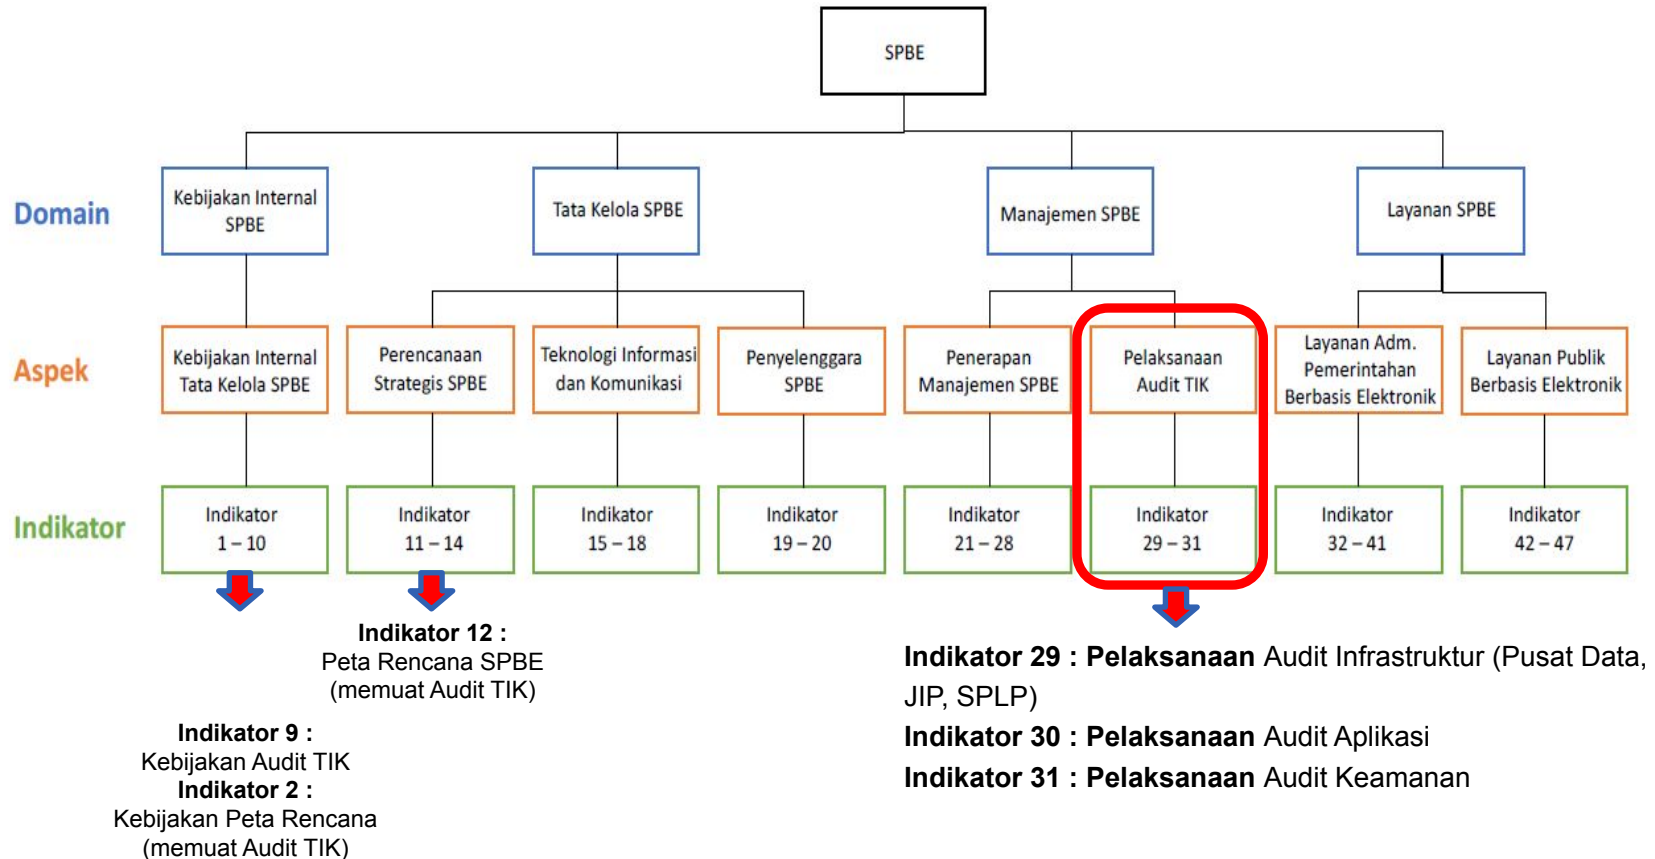 SPBE
Domain
Kebijakan Internal
SPBE
Tata Kelola SPBE
Manajemen SPBE
Layanan SPBE
Aspek
Kebijakan Internal
Tata Kelola SPBE
Perencanaan
Strategis SPBE
Teknologi Informasi
dan Komunikasi
Penyelenggara
SPBE
Penerapan
Manajemen SPBE
Pelaksanaan
Audit TIK
Layanan Adm.
Pemerintahan
Berbasis Elektronik
Layanan Publik
Berbasis Elektronik
Indikator
Indikator
1 – 10
Indikator
11 – 14
Indikator
15 – 18
Indikator
19 – 20
Indikator
21 – 28
Indikator
29 – 31
Indikator
32 – 41
Indikator
42 – 47
Indikator 12 :
Peta Rencana SPBE
(memuat Audit TIK)
Indikator 9 :
Kebijakan Audit TIK
Indikator 2 :
Kebijakan Peta Rencana
(memuat Audit TIK)
Indikator 29 : Pelaksanaan Audit Infrastruktur (Pusat Data,
JIP, SPLP)
Indikator 30 : Pelaksanaan Audit Aplikasi
Indikator 31 : Pelaksanaan Audit Keamanan